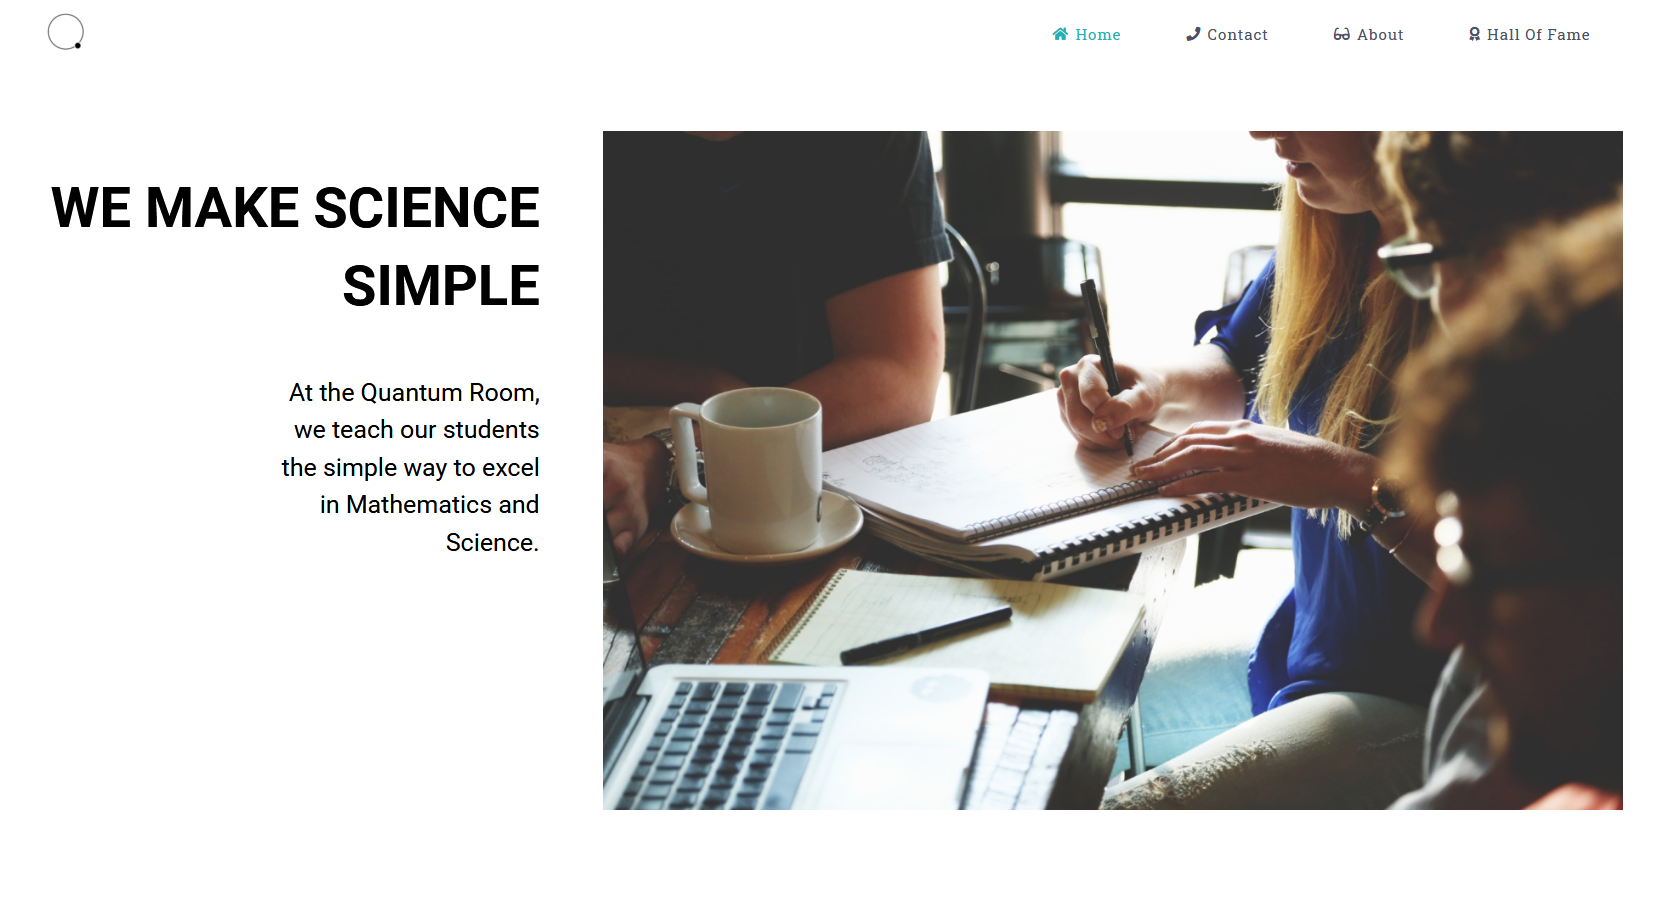 Home
Contact
About
Hall Of Fame
WE MAKE SCIENCE
SIMPLE
At the Quantum Room,
we teach our students
the simple way to excel
in Mathematics and
Science.